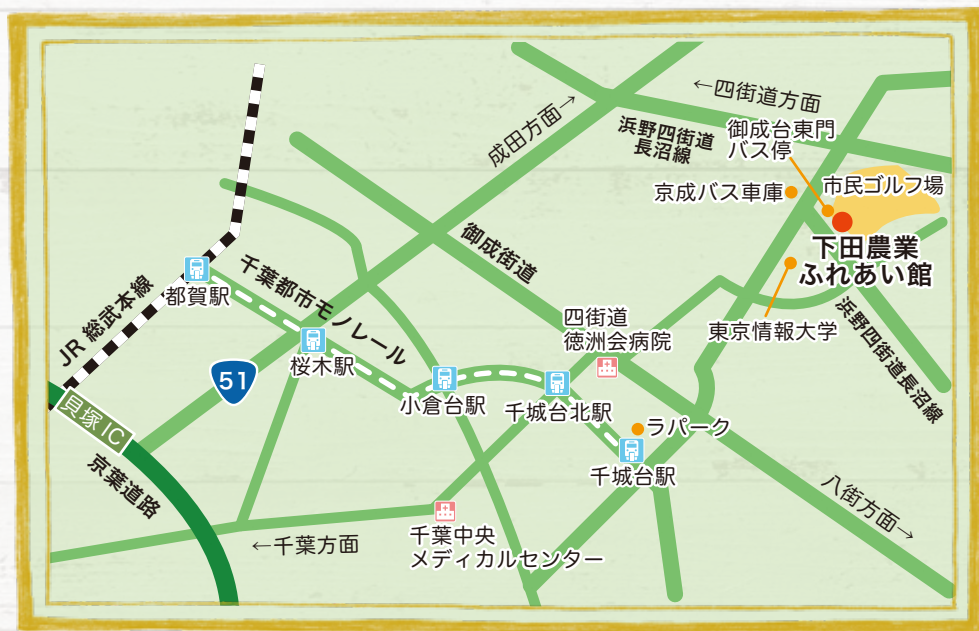 ←四街道方面
成田方面→
浜野四街道
長沼線
御成台東門
バス停
京成バス車庫
市民ゴルフ場
下田農業
ふれあい館
御成街道
千葉都市モノレール
都賀駅
JR 総武本線
四街道
徳洲会病院
東京情報大学
浜野四街道長沼線
桜木駅
51
小倉台駅
千城台北駅
ラパーク
千城台駅
貝塚IC
京葉道路
八街方面→
←千葉方面
千葉中央
メディカルセンター